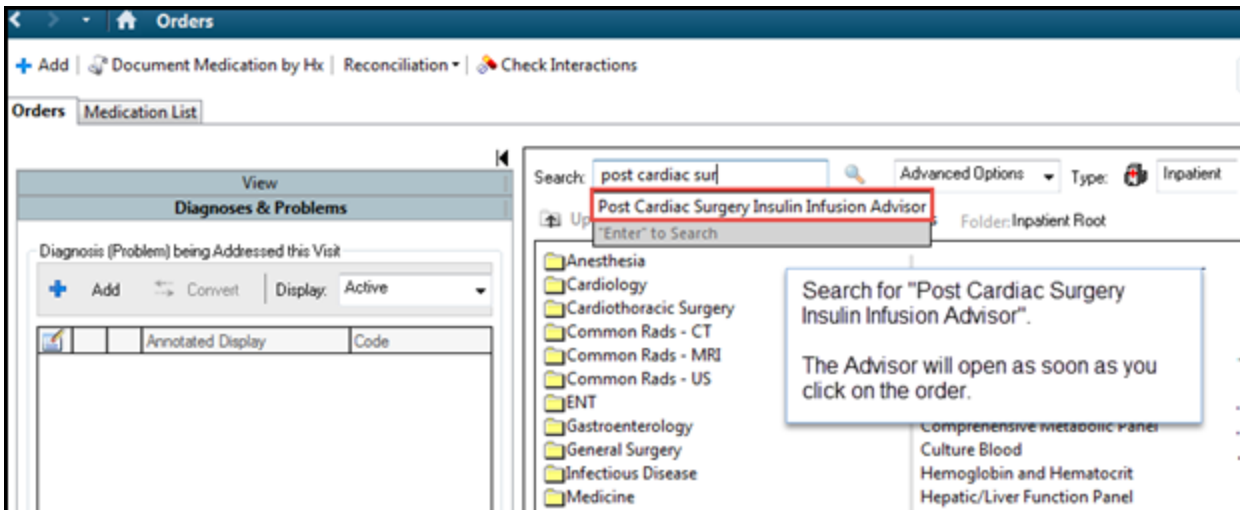 Orders
Add Document Medication by Hx Reconciliation Check Interactions
Orders Medication List
View
Diagnoses & Problems
Diagnosis (Problem) being Addressed this Visit
Add Convert Display: Active
Annotated Display Code
Search: post cardiac sur Advanced Options Type: Inpatient
Post Cardiac Surgery Insulin Infusion Advisor
Up Folder: Inpatient Root
"Enter" to Search
Anesthesia
Cardiology
Cardiothoracic Surgery
Common Rads - CT
Common Rads - MRI
Common Rads - US
ENT
Gastroenterology
General Surgery
Infectious Disease
Medicine
Search for "Post Cardiac Surgery
Insulin Infusion Advisor".
The Advisor will open as soon as you
click on the order.
Comprehensive Metabolic Panel
Culture Blood
Hemoglobin and Hematocrit
Hepatic/Liver Function Panel